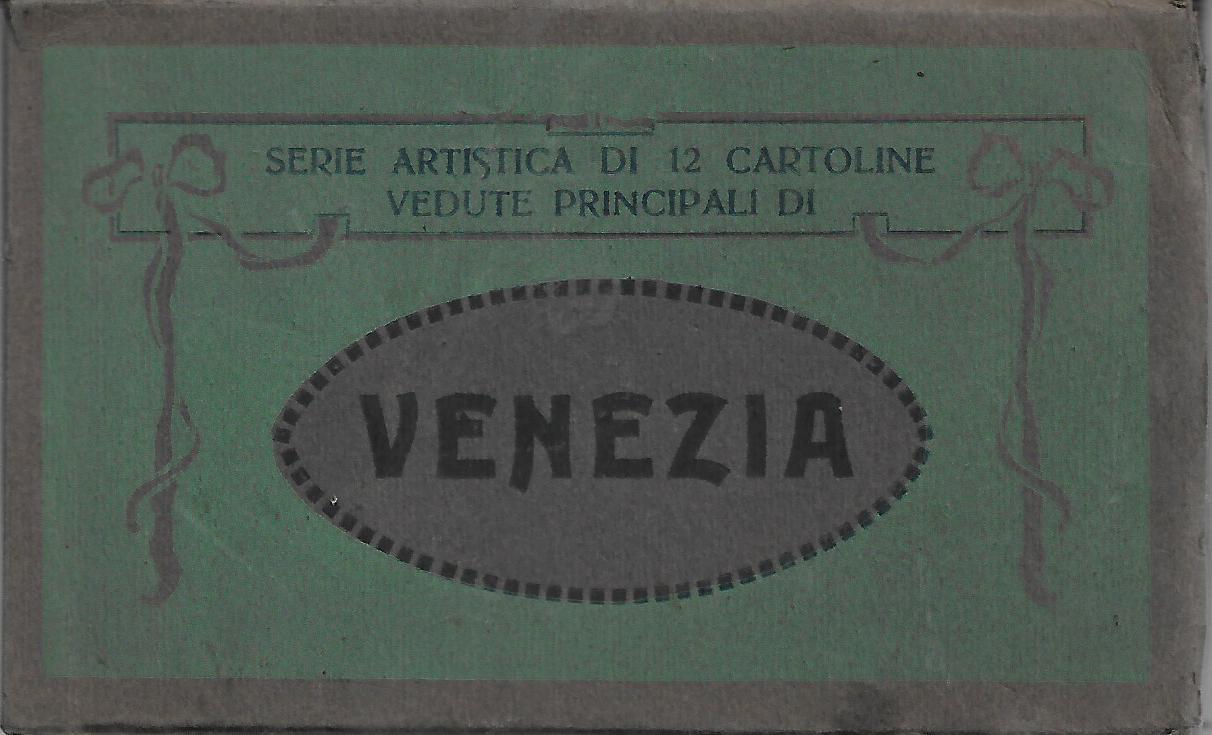 SERIE ARTISTICA DI 12 CARTOLINE
VEDUTE PRINCIPALI DI
VENEZIA